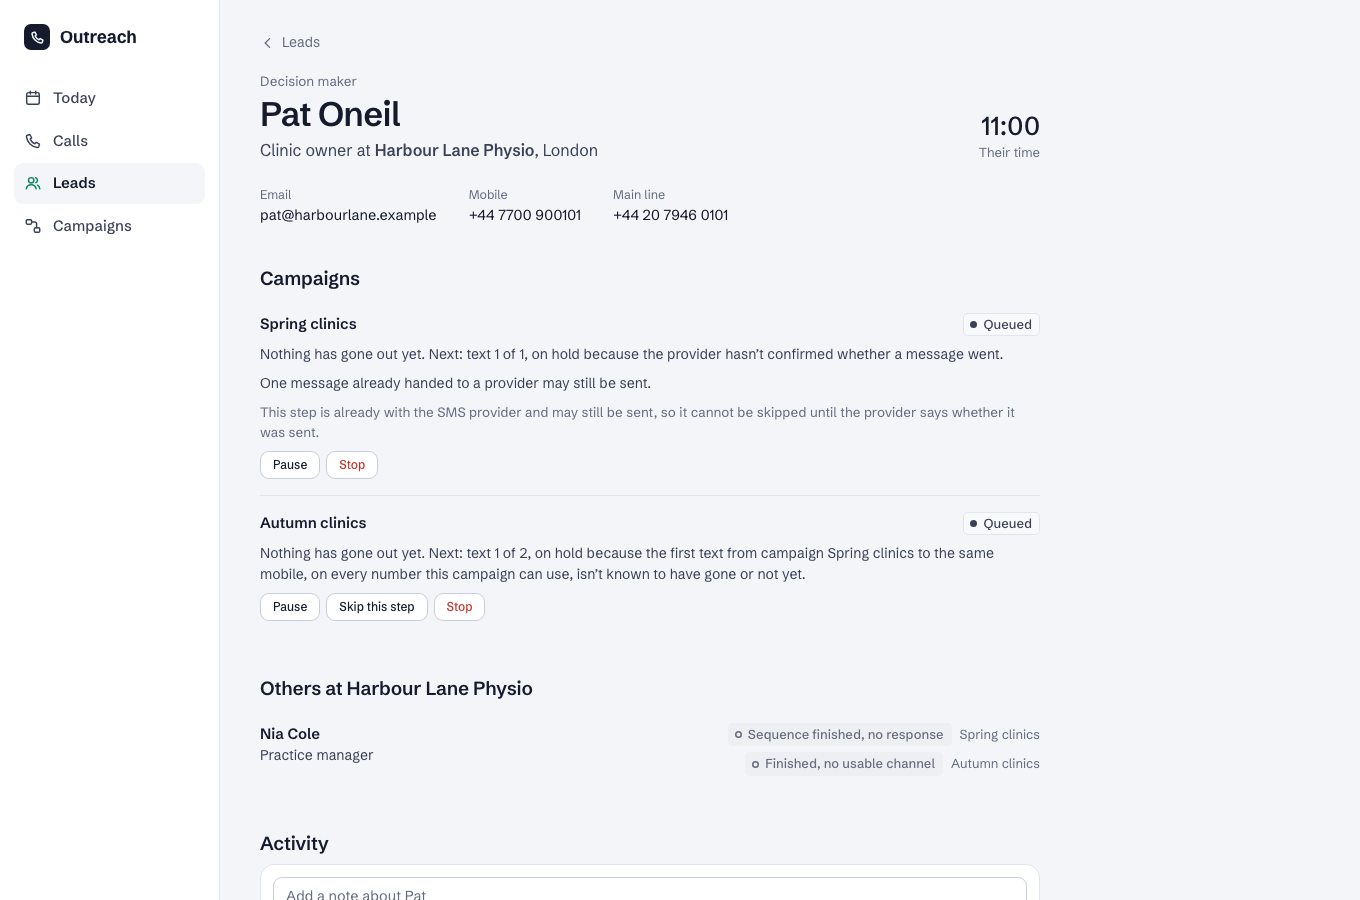 Outreach
Today
Calls
Leads
Campaigns
Leads
Decision maker
Pat Oneil
Clinic owner at Harbour Lane Physio, London
11:00
Their time
Email
pat@harbourlane.example
Mobile
+44 7700 900101
Main line
+44 20 7946 0101
Campaigns
Spring clinics
Queued
Nothing has gone out yet. Next: text 1 of 1, on hold because the provider hasn’t confirmed whether a message went.
One message already handed to a provider may still be sent.
This step is already with the SMS provider and may still be sent, so it cannot be skipped until the provider says whether it
was sent.
Pause
Stop
Autumn clinics
Queued
Nothing has gone out yet. Next: text 1 of 2, on hold because the first text from campaign Spring clinics to the same
mobile, on every number this campaign can use, isn’t known to have gone or not yet.
Pause
Skip this step
Stop
Others at Harbour Lane Physio
Nia Cole
Practice manager
Sequence finished, no response
Spring clinics
Finished, no usable channel
Autumn clinics
Activity
Add a note about Pat